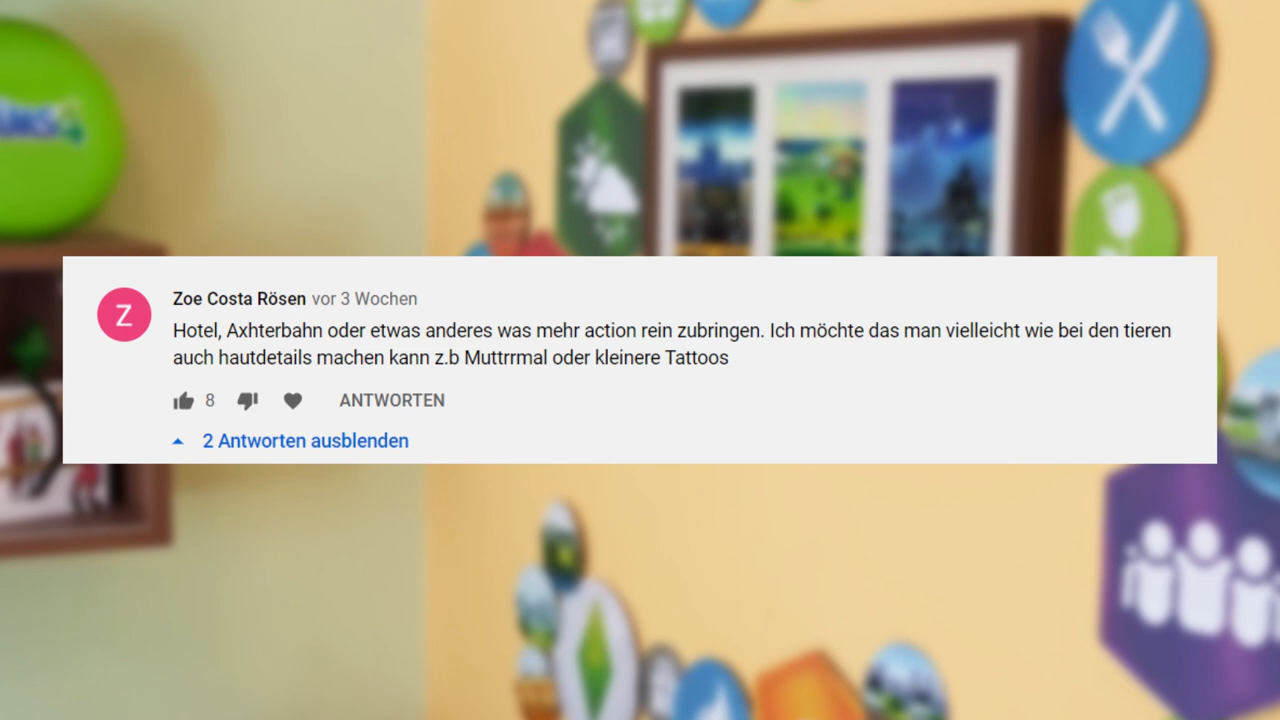 Zoe Costa Rösen vor 3 Wochen
Hotel, Axhterbahn oder etwas anderes was mehr action rein zubringen. Ich möchte das man vielleicht wie bei den tieren
auch hautdetails machen kann z.b Muttrrmal oder kleinere Tattoos
8 ANTWORTEN
2 Antworten ausblenden